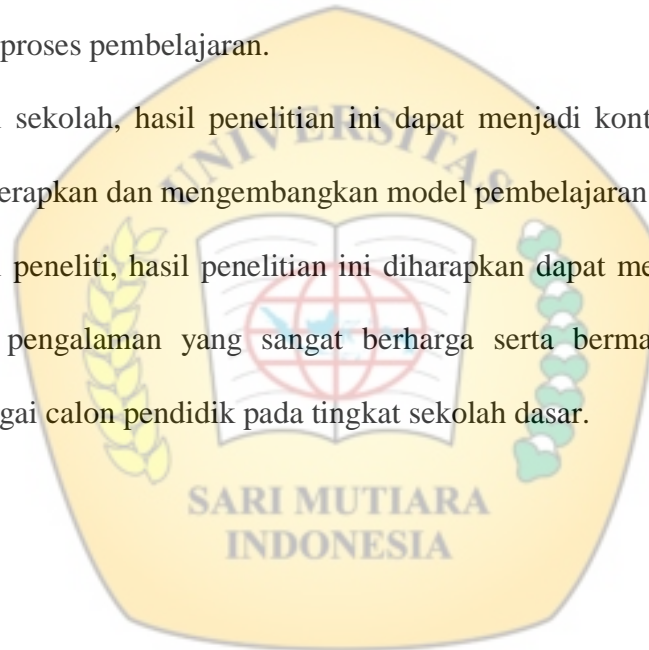 proses pembelajaran.
sekolah, hasil penelitian ini dapat menjadi kont
erapkan dan mengembangkan model pembelajaran
peneliti, hasil penelitian ini diharapkan dapat me
pengalaman yang sangat berharga serta berma
gai calon pendidik pada tingkat sekolah dasar.
UNIVERSITAS
SARI MUTIARA
INDONESIA